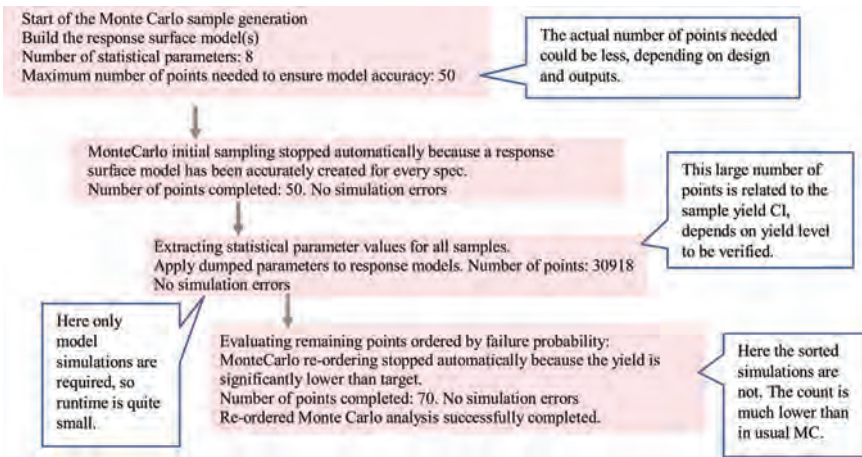 Start of the Monte Carlo sample generation
Build the response surface model(s)
Number of statistical parameters: 8
Maximum number of points needed to ensure model accuracy: 50
The actual number of points needed
could be less, depending on design
and outputs.
MonteCarlo initial sampling stopped automatically because a response
surface model has been accurately created for every spec.
Number of points completed: 50. No simulation errors
This large number of
points is related to the
sample yield CI,
depends on yield level
to be verified.
Extracting statistical parameter values for all samples.
Apply dumped parameters to response models. Number of points: 30918
No simulation errors
Here only
model
simulations are
required, so
runtime is quite
small.
Evaluating remaining points ordered by failure probability:
MonteCarlo re-ordering stopped automatically because the yield is
significantly lower than target.
Number of points completed: 70. No simulation errors
Re-ordered Monte Carlo analysis successfully completed.
Here the sorted
simulations are
not. The count is
much lower than
in usual MC.